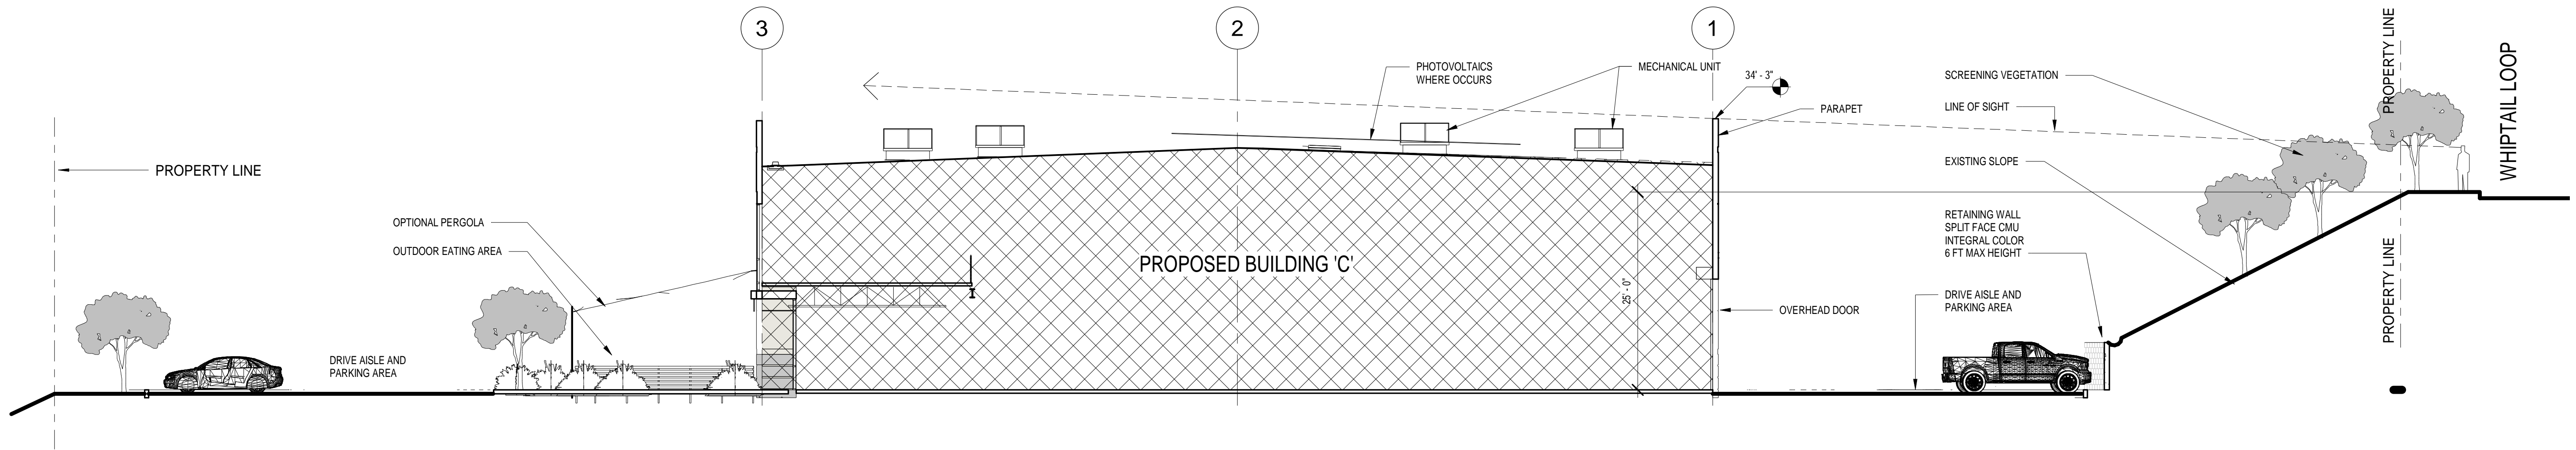 3
2
1
PHOTOVOLTAICS
WHERE OCCURS
MECHANICAL UNIT
34' - 3"
PARAPET
SCREENING VEGETATION
LINE OF SIGHT
EXISTING SLOPE
RETAINING WALL
SPLIT FACE CMU
INTEGRAL COLOR
6 FT MAX HEIGHT
DRIVE AISLE AND
PARKING AREA
OVERHEAD DOOR
PROPERTY LINE
PROPERTY LINE
WHIPTAIL LOOP
PROPERTY LINE
OPTIONAL PERGOLA
OUTDOOR EATING AREA
DRIVE AISLE AND
PARKING AREA
PROPOSED BUILDING 'C'
25' - 0"